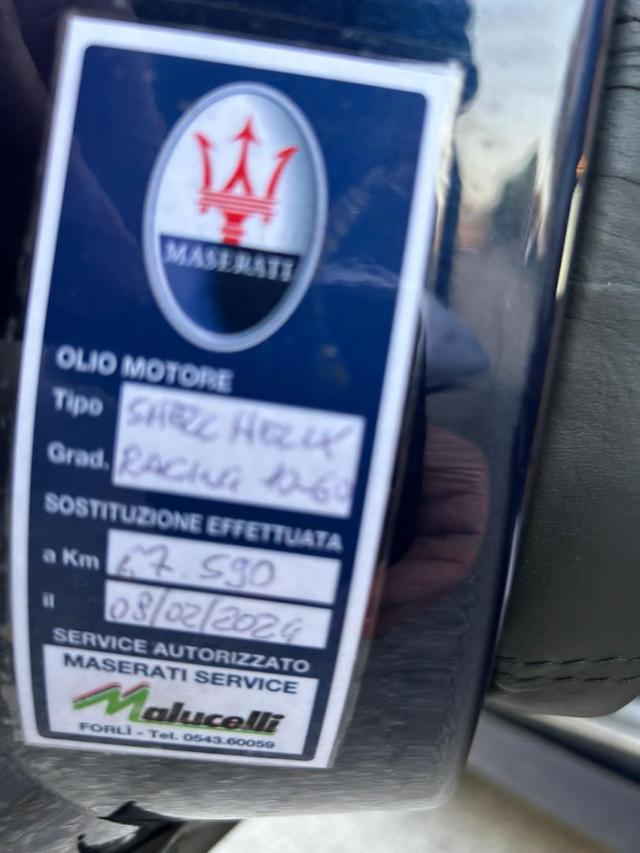 MASERATI
OLIO MOTORE
Tipo SHELL HELIX
Grad. RACING 10-60
SOSTITUZIONE EFFETTUATA
a Km 67.590
il 08/02/2024
SERVICE AUTORIZZATO
MASERATI SERVICE
Malucelli
FORLÌ - Tel. 0543.60059